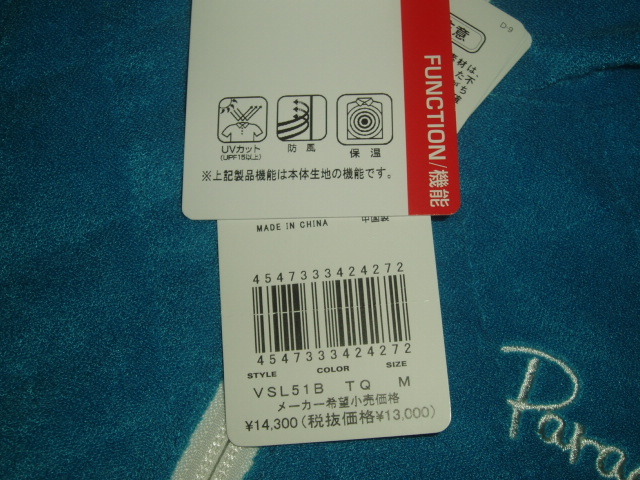 FUNCTION/機能
UVカット
(UPF15以上)
防風
保温
※上記製品機能は本体生地の機能です。
D-9
意
MADE IN CHINA 中国製
4547333424272
4547333424272
STYLE COLOR SIZE
VSL51B TQ M
メーカー希望小売価格
¥14,300(税抜価格¥13,000)
Para